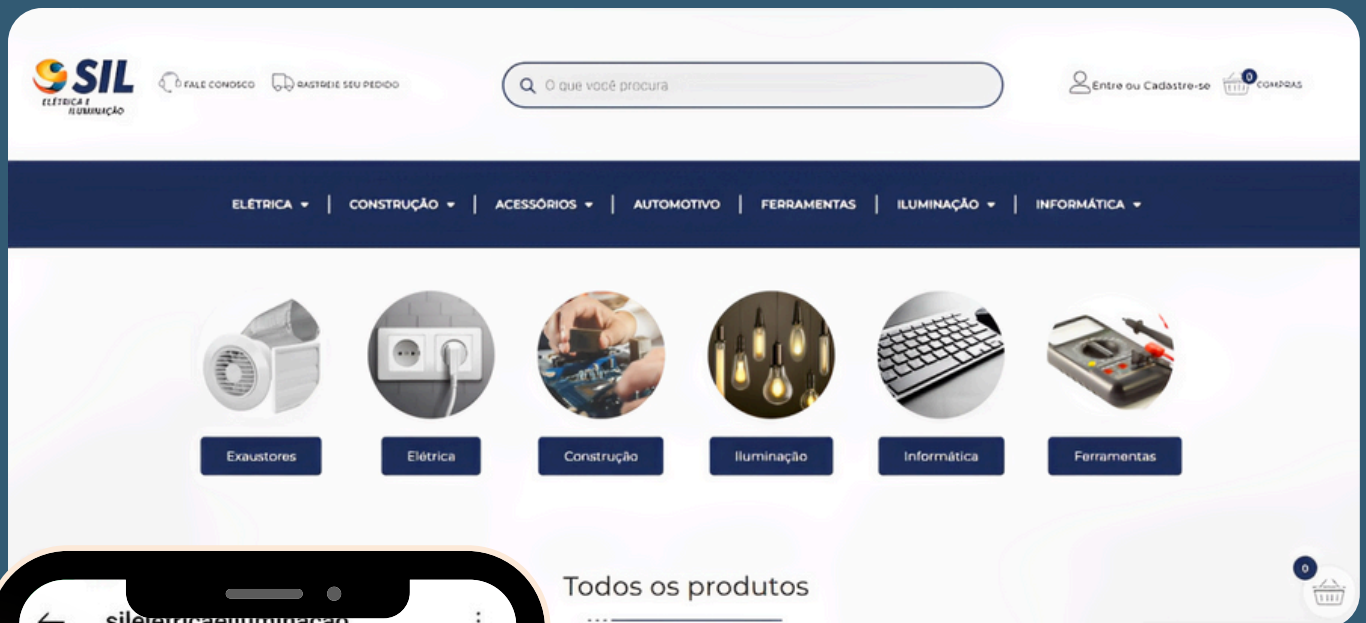 SIL
ELÉTRICA E
ILUMINAÇÃO
FALE CONOSCO
RASTREIE SEU PEDIDO
O que você procura
Entre ou Cadastre-se
0
COMPRAS
ELÉTRICA
CONSTRUÇÃO
ACESSÓRIOS
AUTOMOTIVO
FERRAMENTAS
ILUMINAÇÃO
INFORMÁTICA
Exaustores
Elétrica
Construção
Iluminação
Informática
Ferramentas
Todos os produtos
0
sileletricaeiluminacao